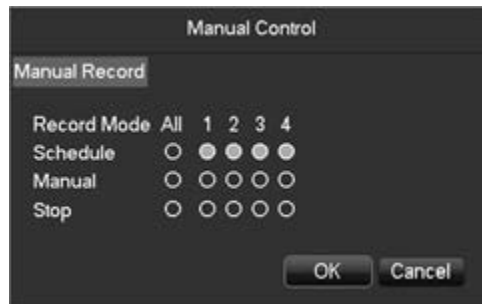 Manual Control
Manual Record
Record Mode All 1 2 3 4
Schedule
Manual
Stop
OK Cancel